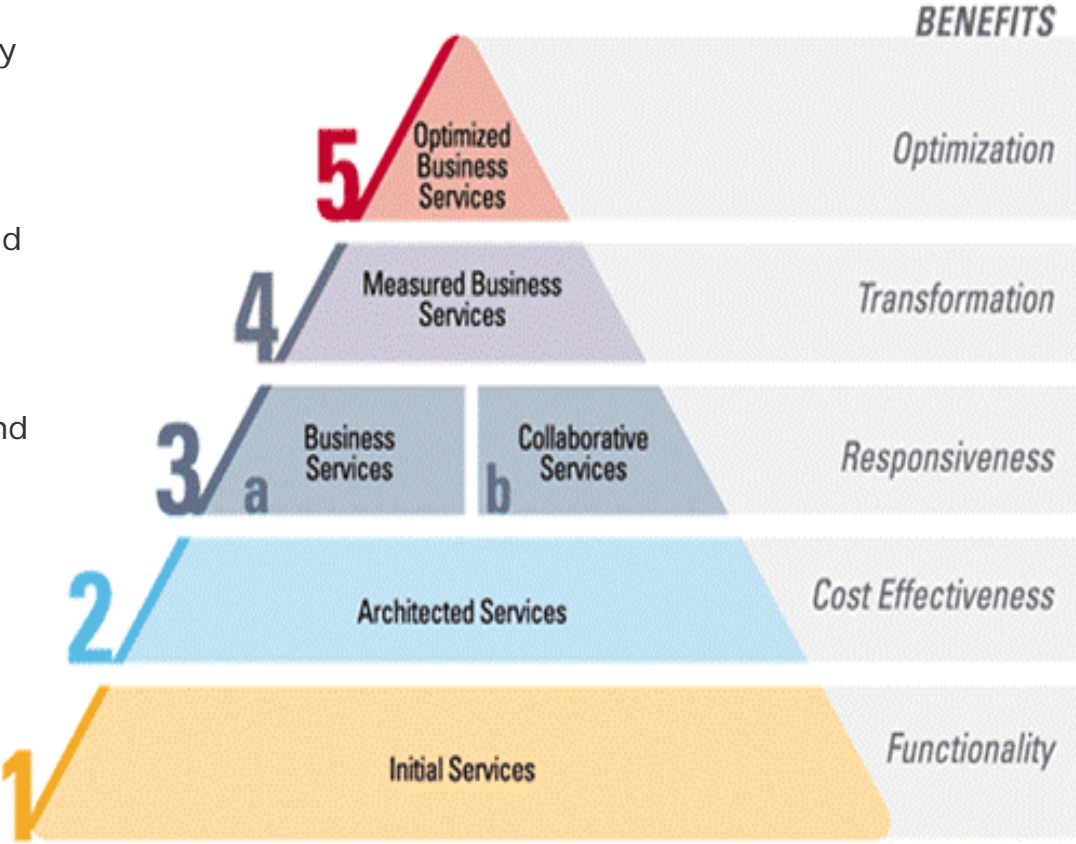 BENEFITS
y
5
Optimized
Business
Services
Optimization
d
4
Measured Business
Services
Transformation
nd
3
a
Business
Services
b
Collaborative
Services
Responsiveness
2
Architected Services
Cost Effectiveness
1
Initial Services
Functionality